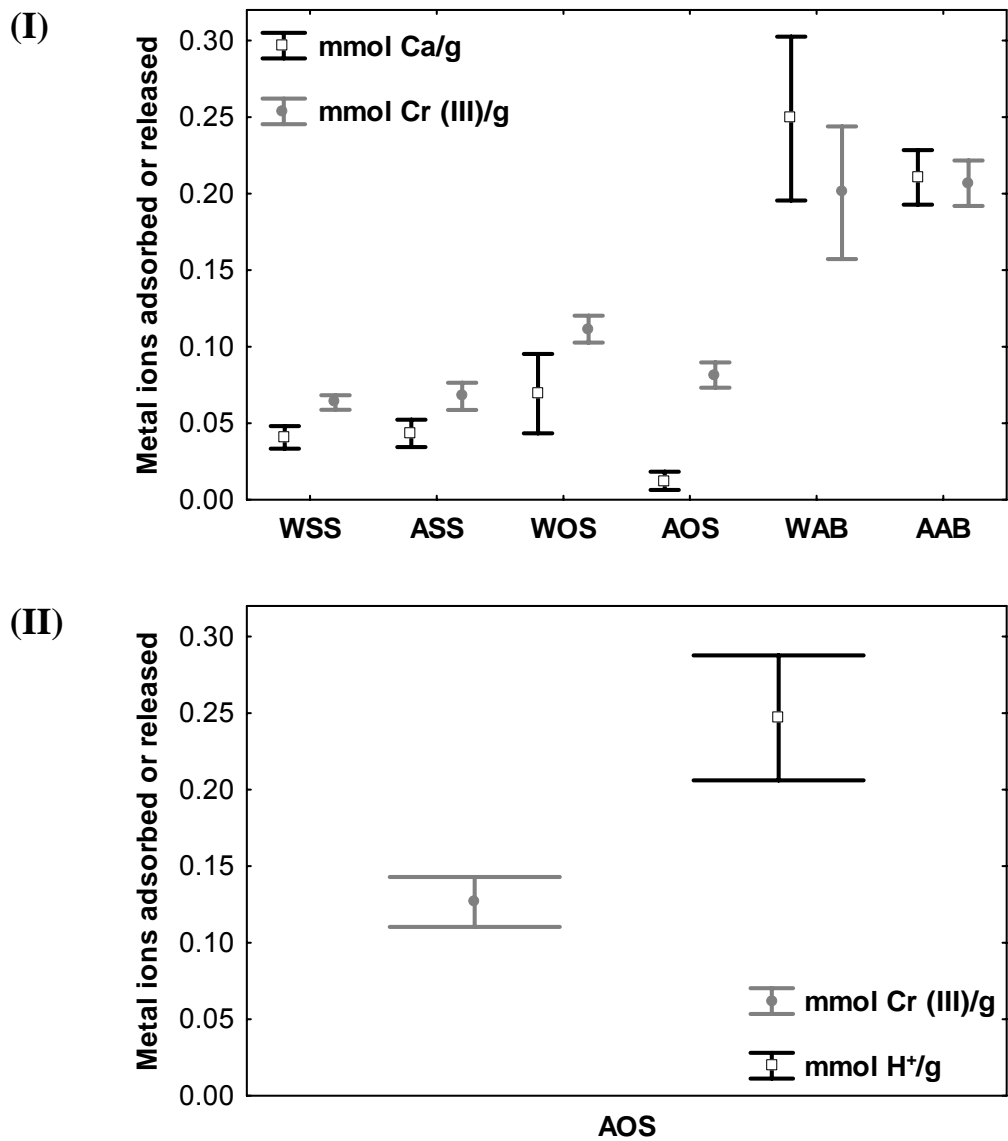 (I)
Metal ions adsorbed or released
0.30
0.25
0.20
0.15
0.10
0.05
0.00
mmol Ca/g
mmol Cr (III)/g
WSS ASS WOS AOS WAB AAB
(II)
Metal ions adsorbed or released
0.30
0.25
0.20
0.15
0.10
0.05
0.00
mmol Cr (III)/g
mmol H⁺/g
AOS